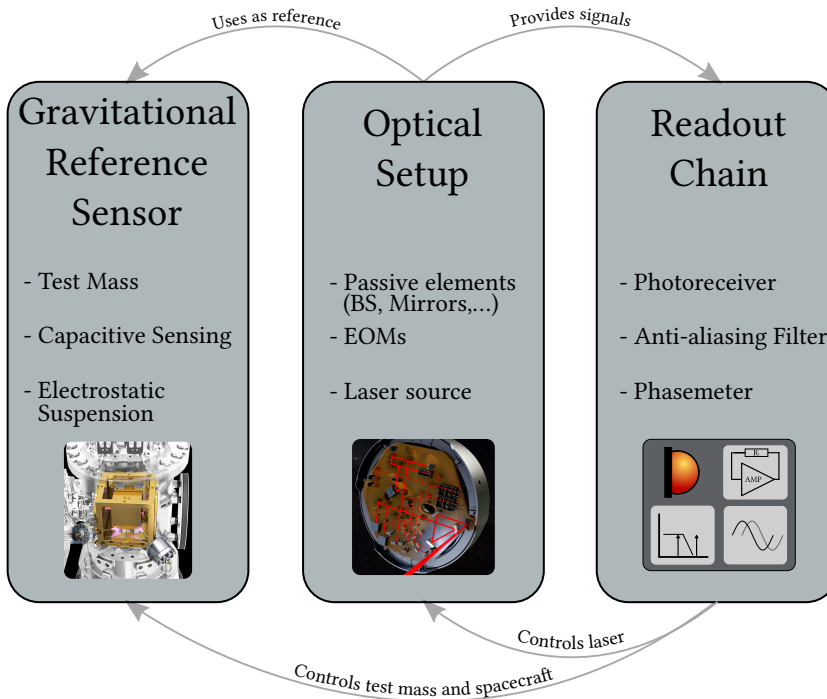 Uses as reference
Provides signals
Gravitational
Reference
Sensor
- Test Mass
- Capacitive Sensing
- Electrostatic
Suspension
Optical
Setup
- Passive elements
(BS, Mirrors,...)
- EOMs
- Laser source
Readout
Chain
- Photoreceiver
- Anti-aliasing Filter
- Phasemeter
AMP
Controls laser
Controls test mass and spacecraft